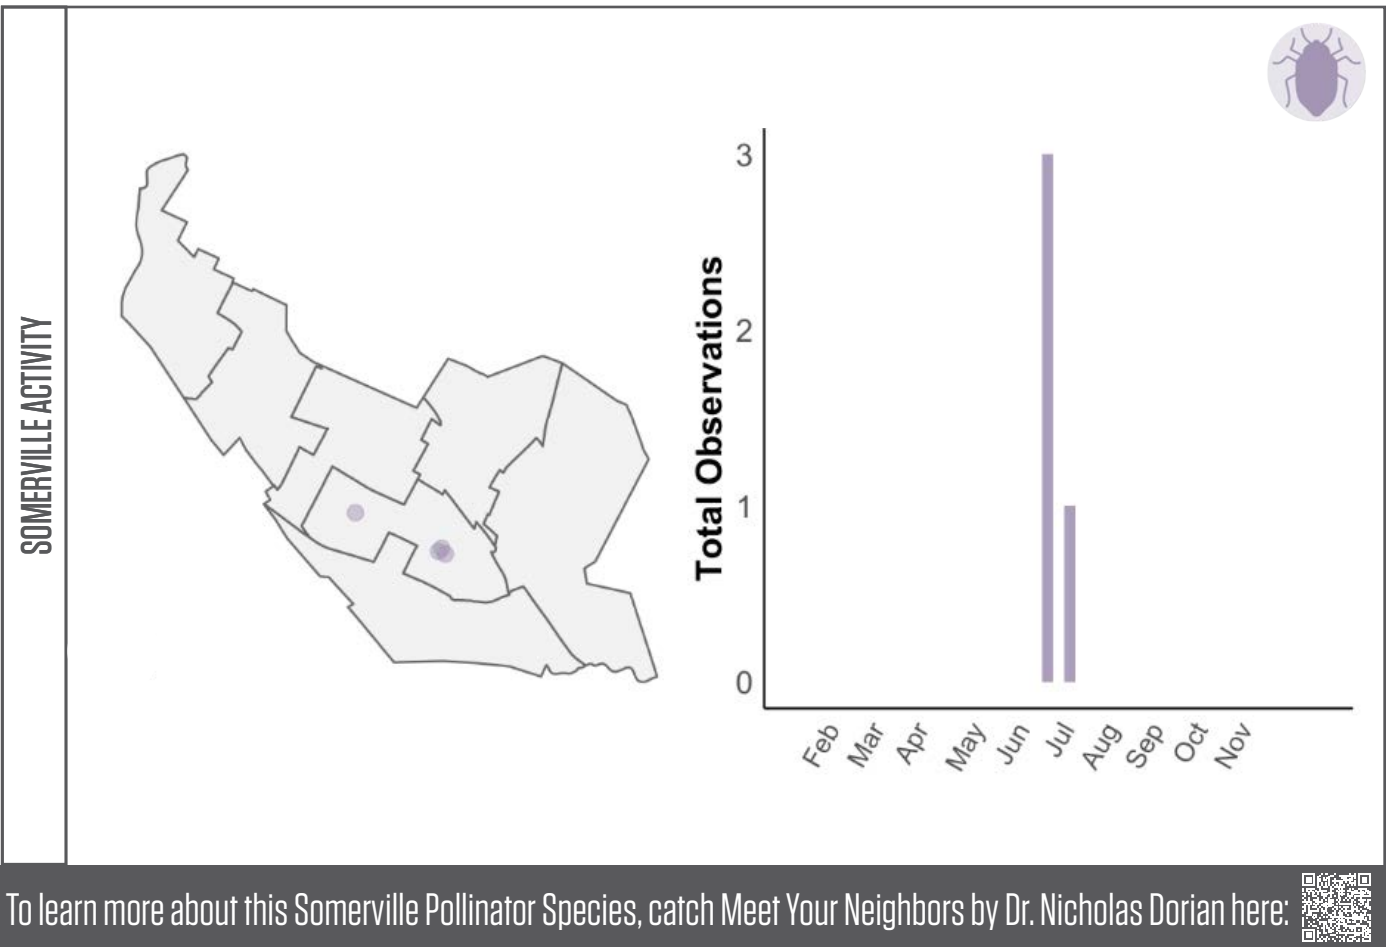 SOMERVILLE ACTIVITY
Total Observations
3
2
1
0
Feb
Mar
Apr
May
Jun
Jul
Aug
Sep
Oct
Nov
To learn more about this Somerville Pollinator Species, catch Meet Your Neighbors by Dr. Nicholas Dorian here: